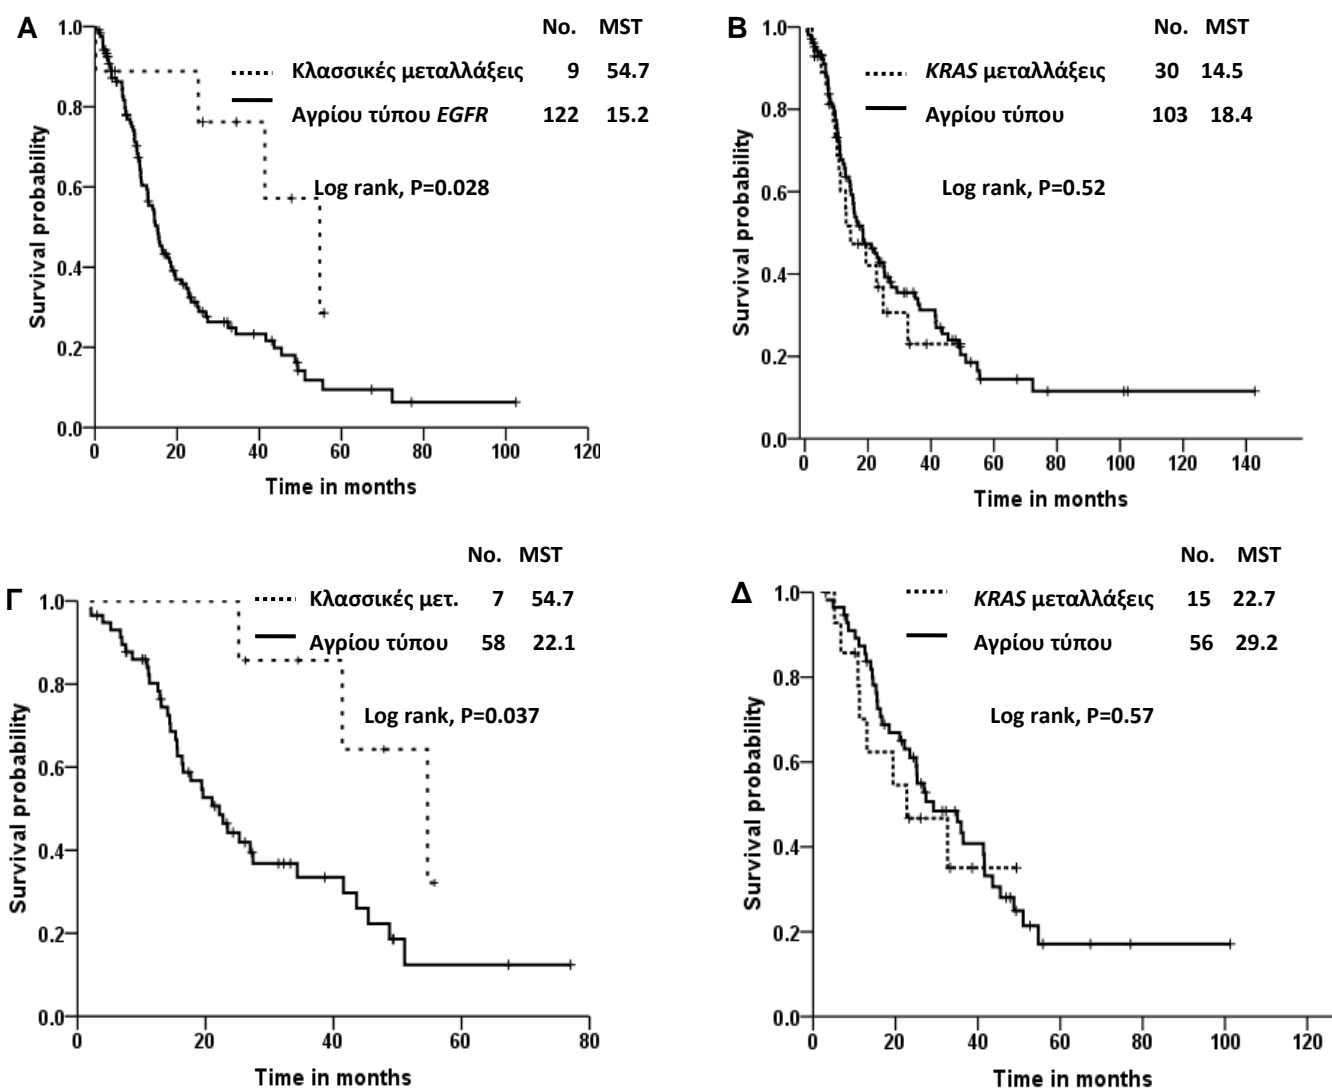 A
No. MST
Κλασσικές μεταλλάξεις 9 54.7
Αγρίου τύπου EGFR 122 15.2
Log rank, P=0.028
Survival probability
1.0
0.8
0.6
0.4
0.2
0.0
0 20 40 60 80 100 120
Time in months
B
No. MST
KRAS μεταλλάξεις 30 14.5
Αγρίου τύπου 103 18.4
Log rank, P=0.52
Survival probability
1.0
0.8
0.6
0.4
0.2
0.0
0 20 40 60 80 100 120 140
Time in months
Γ
No. MST
Κλασσικές μετ. 7 54.7
Αγρίου τύπου 58 22.1
Log rank, P=0.037
Survival probability
1.0
0.8
0.6
0.4
0.2
0.0
0 20 40 60 80
Time in months
Δ
No. MST
KRAS μεταλλάξεις 15 22.7
Αγρίου τύπου 56 29.2
Log rank, P=0.57
Survival probability
1.0
0.8
0.6
0.4
0.2
0.0
0 20 40 60 80 100 120
Time in months